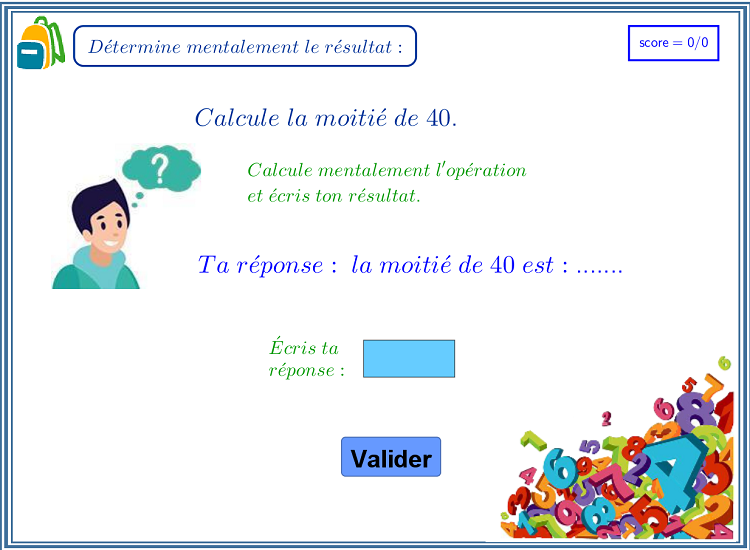 Détermine mentalement le résultat :
score = 0/0
Calcule la moitié de 40.
?
Calcule mentalement l'opération
et écris ton résultat.
Ta réponse : la moitié de 40 est : .......
Écris ta
réponse :
Valider